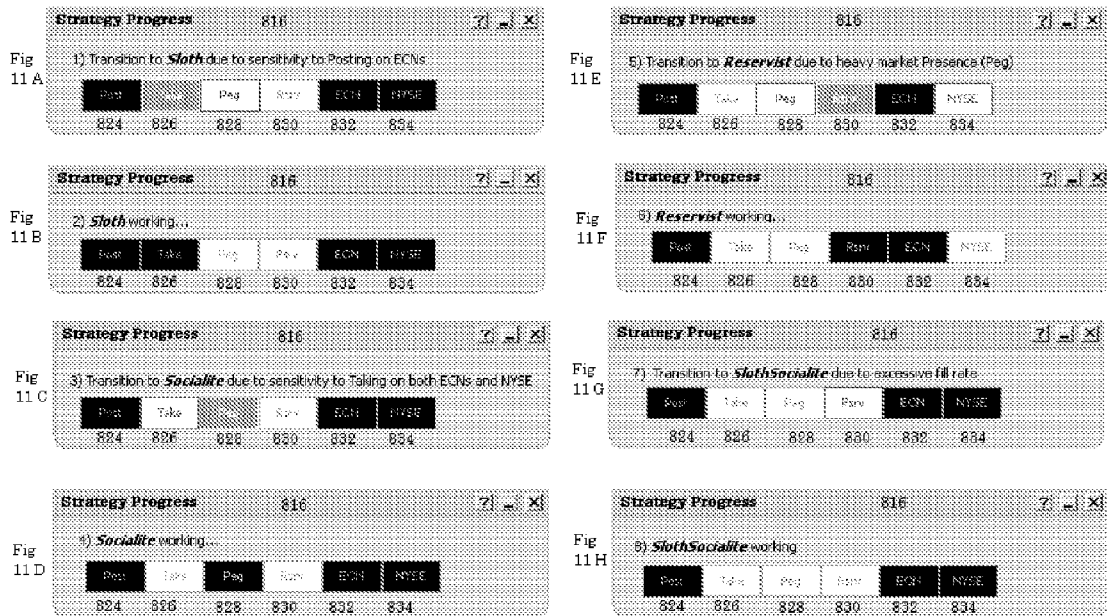 Strategy Progress 816 ? _ X
Fig 11 A
1) Transition to Sloth due to sensitivity to Posting on ECNs
Post Peg Rsrv ECN NYSE
824 826 828 830 832 834
Strategy Progress 816 ? _ X
Fig 11 B
2) Sloth working...
Post Take Peg Rsrv ECN NYSE
824 826 828 830 832 834
Strategy Progress 816 ? _ X
Fig 11 C
3) Transition to Socialite due to sensitivity to Taking on both ECNs and NYSE
Post Take Rsrv ECN NYSE
824 826 828 830 832 834
Strategy Progress 816 ? _ X
Fig 11 D
4) Socialite working...
Post Take Peg Rsrv ECN NYSE
824 826 828 830 832 834
Strategy Progress 816 ? _ X
Fig 11 E
5) Transition to Reservist due to heavy market Presence (Peg)
Post Take Peg Rsrv ECN NYSE
824 826 828 830 832 834
Strategy Progress 816 ? _ X
Fig 11 F
6) Reservist working...
Post Take Peg Rsrv ECN NYSE
824 826 828 830 832 834
Strategy Progress 816 ? _ X
Fig 11 G
7) Transition to SlothSocialite due to excessive fill rate
Post Take Peg Rsrv ECN NYSE
824 826 828 830 832 834
Strategy Progress 816 ? _ X
Fig 11 H
8) SlothSocialite working
Post Take Peg Rsrv ECN NYSE
824 826 828 830 832 834